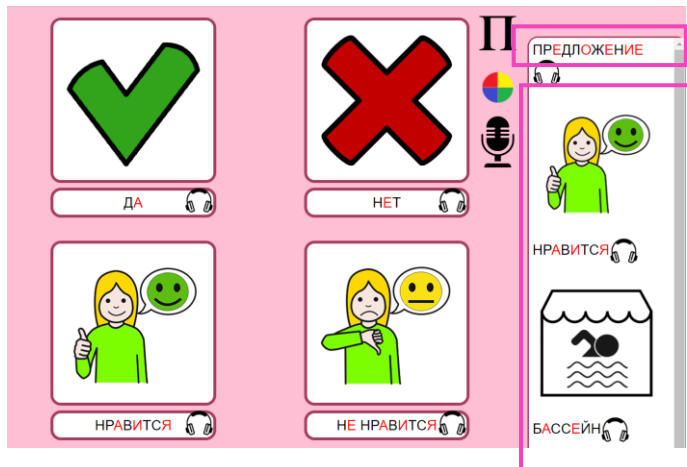 П
ДА
НЕТ
НРАВИТСЯ
НЕ НРАВИТСЯ
ПРЕДЛОЖЕНИЕ
НРАВИТСЯ
БАССЕЙН